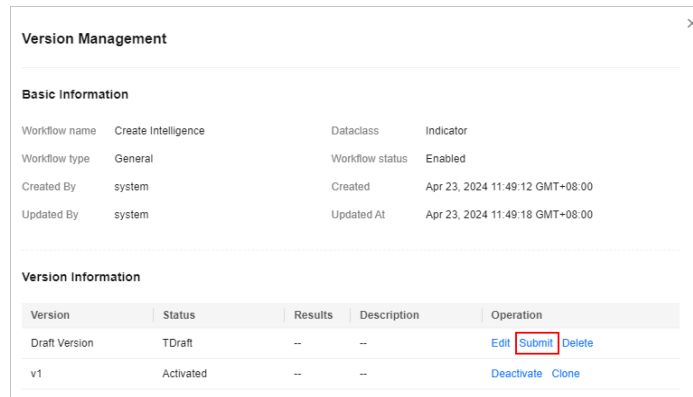 Version Management
Basic Information
Workflow name Create Intelligence Dataclass Indicator
Workflow type General Workflow status Enabled
Created By system Created Apr 23, 2024 11:49:12 GMT+08:00
Updated By system Updated At Apr 23, 2024 11:49:18 GMT+08:00
Version Information
Version Status Results Description Operation
Draft Version TDraft -- -- Edit Submit Delete
v1 Activated -- -- Deactivate Clone